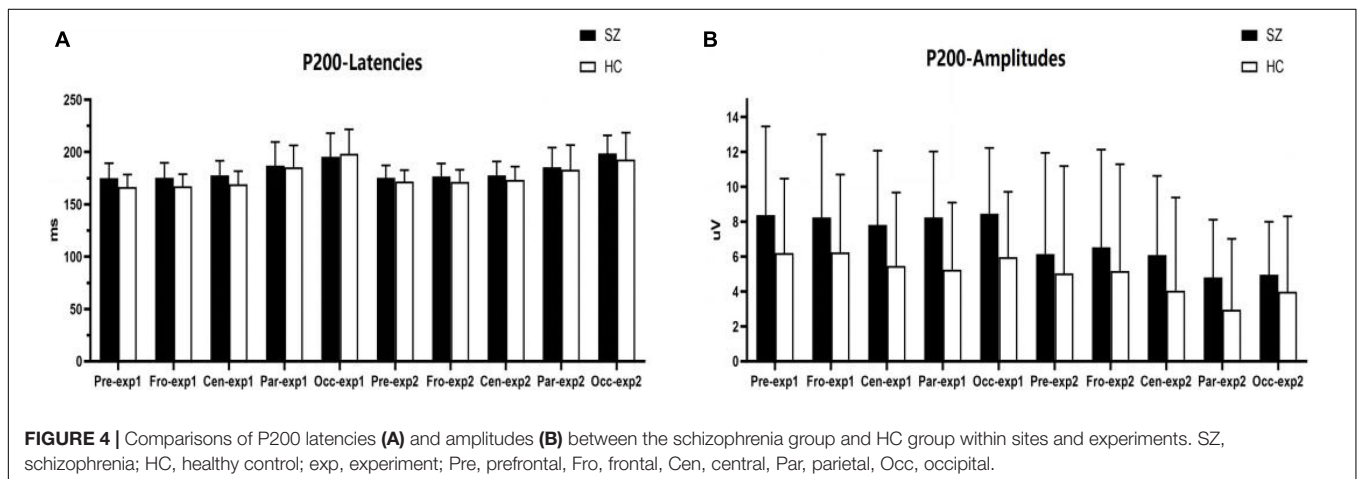 A
P200-Latencies
SZ
HC
250
200
150
100
50
0
ms
Pre-exp1 Fro-exp1 Cen-exp1 Par-exp1 Occ-exp1 Pre-exp2 Fro-exp2 Cen-exp2 Par-exp2 Occ-exp2
B
P200-Amplitudes
SZ
HC
14
12
10
8
6
4
2
0
uV
Pre-exp1 Fro-exp1 Cen-exp1 Par-exp1 Occ-exp1 Pre-exp2 Fro-exp2 Cen-exp2 Par-exp2 Occ-exp2
FIGURE 4 | Comparisons of P200 latencies (A) and amplitudes (B) between the schizophrenia group and HC group within sites and experiments. SZ,
schizophrenia; HC, healthy control; exp, experiment; Pre, prefrontal, Fro, frontal, Cen, central, Par, parietal, Occ, occipital.